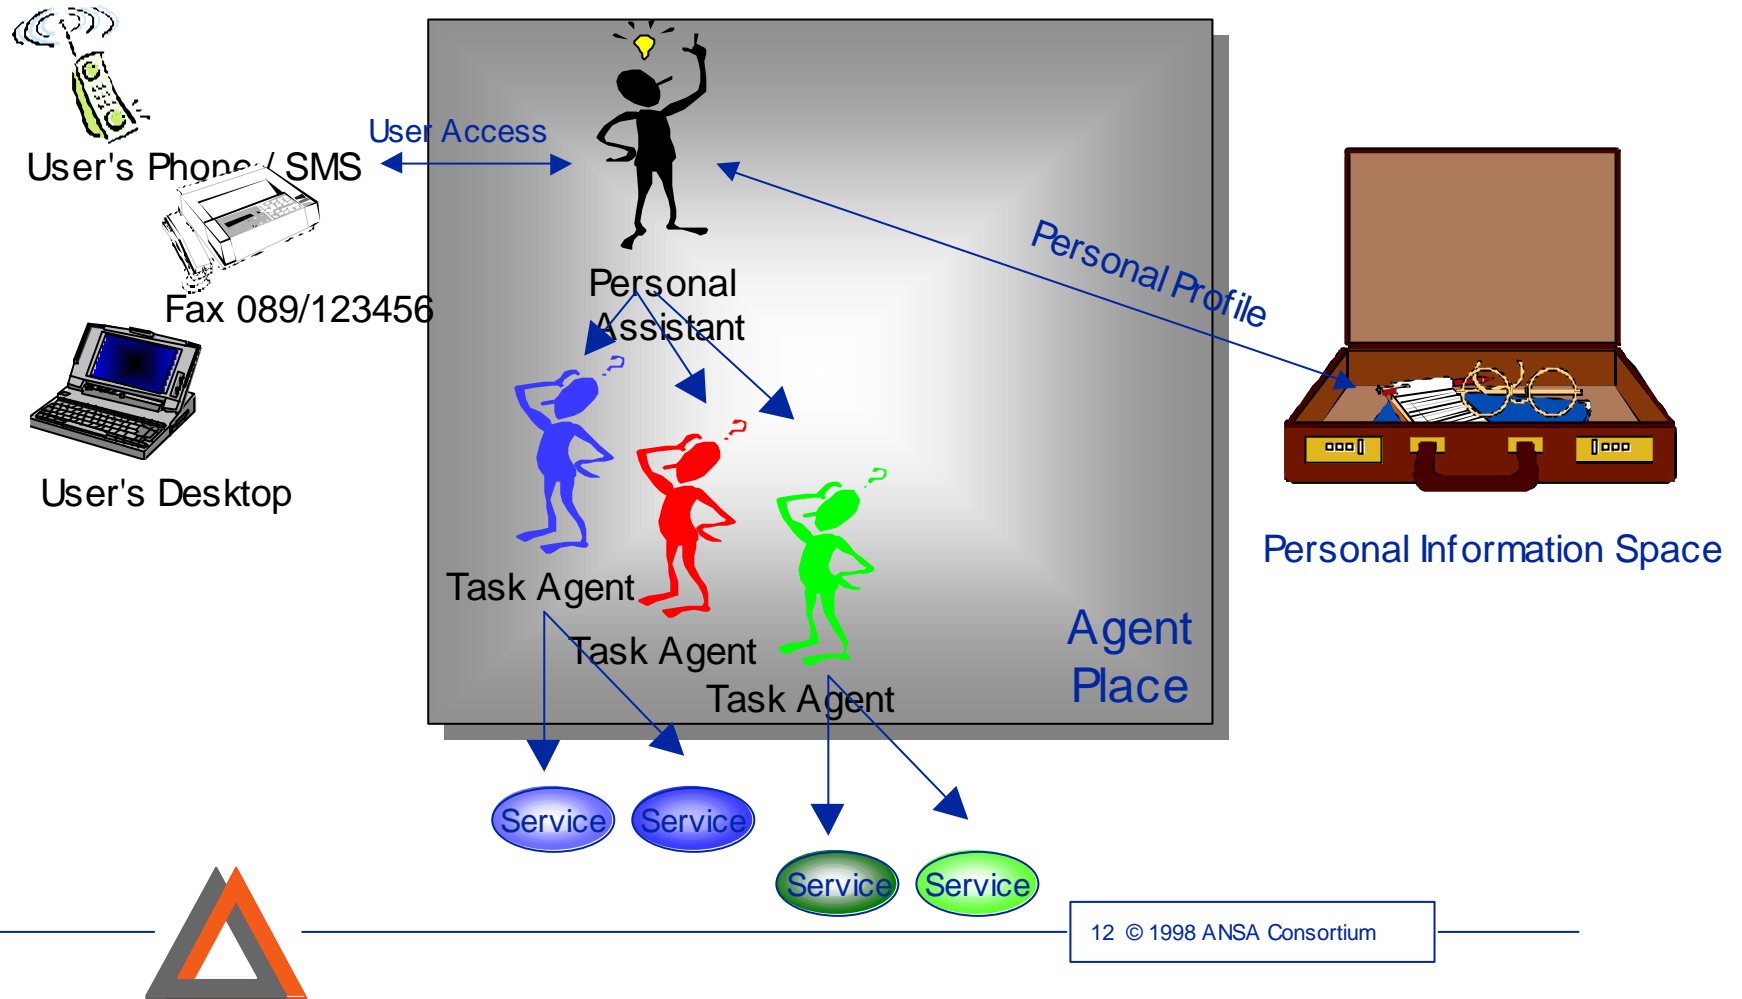 User Access
User's Phone / SMS
Fax 089/123456
User's Desktop
Personal
Assistant
Personal Profile
Personal Information Space
Task Agent
Task Agent
Task Agent
Agent
Place
Service
Service
Service
Service
12 © 1998 ANSA Consortium